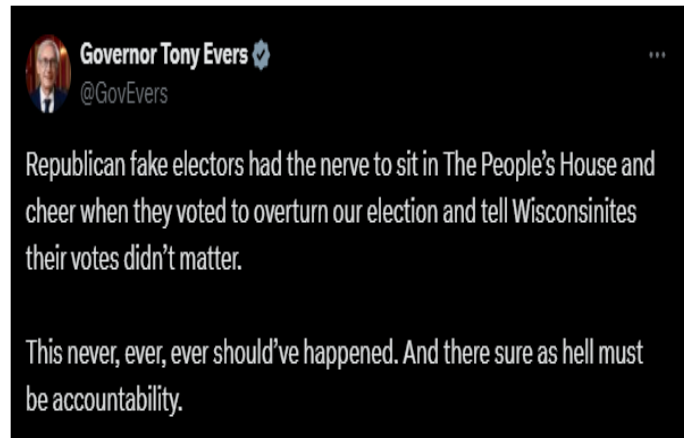 Governor Tony Evers
@GovEvers
Republican fake electors had the nerve to sit in The People's House and
cheer when they voted to overturn our election and tell Wisconsinites
their votes didn't matter.
This never, ever, ever should've happened. And there sure as hell must
be accountability.